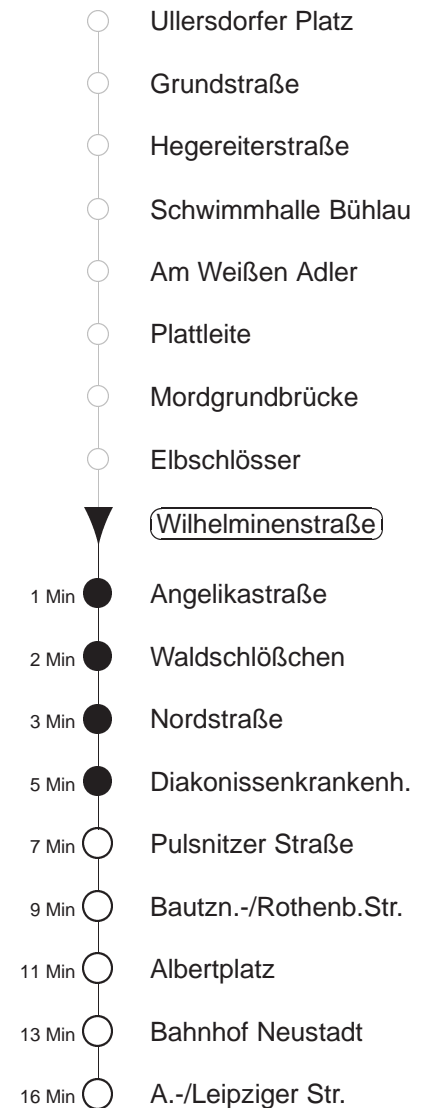 Ullersdorfer Platz
Grundstraße
Hegereiterstraße
Schwimmhalle Bühlau
Am Weißen Adler
Plattleite
Mordgrundbrücke
Elbschlösser
Wilhelminenstraße
1 Min Angelikastraße
2 Min Waldschlößchen
3 Min Nordstraße
5 Min Diakonissenkrankenh.
7 Min Pulsnitzer Straße
9 Min Bautzn.-/Rothenb.Str.
11 Min Albertplatz
13 Min Bahnhof Neustadt
16 Min A.-/Leipziger Str.